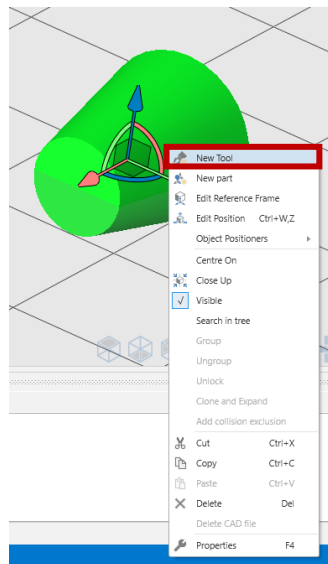 New Tool
New part
Edit Reference Frame
Edit Position Ctrl+W,Z
Object Positioners
Centre On
Close Up
Visible
Search in tree
Group
Ungroup
Unlock
Clone and Expand
Add collision exclusion
Cut Ctrl+X
Copy Ctrl+C
Paste Ctrl+V
Delete Del
Delete CAD file
Properties F4